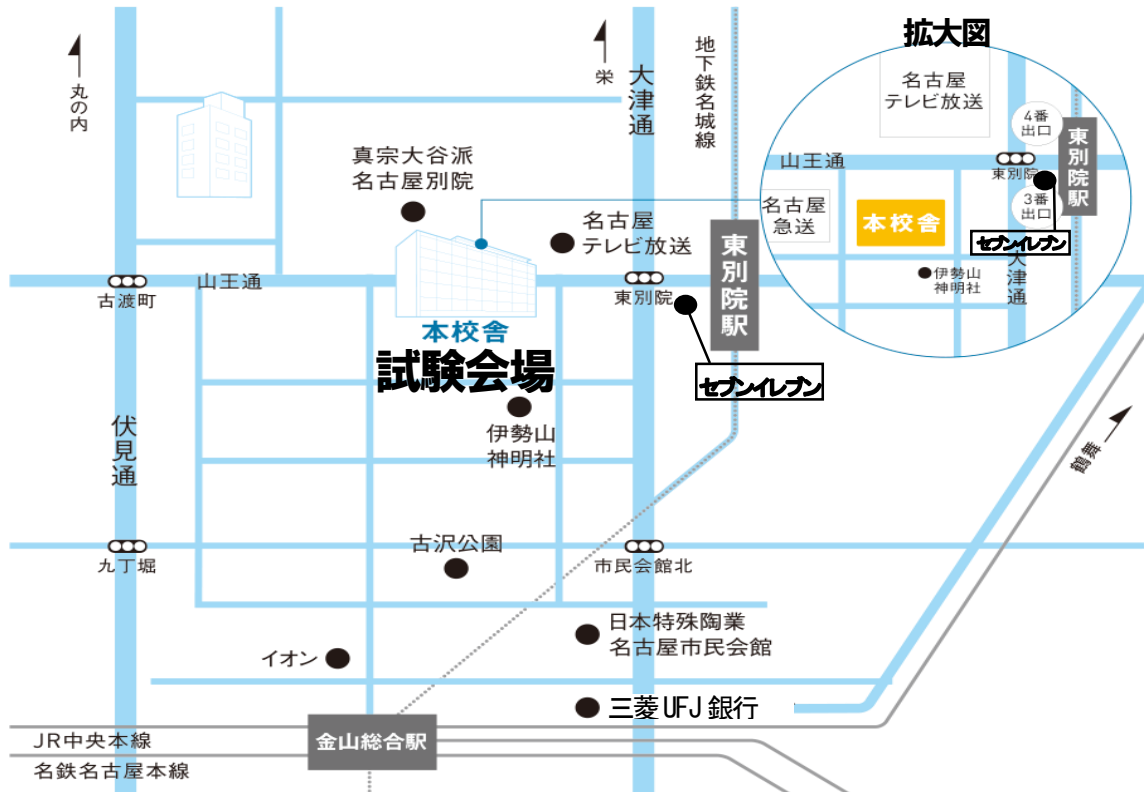 丸の内
栄
大津通
地下鉄名城線
拡大図
名古屋
テレビ放送
4番
出口
東別院駅
山王通
東別院
3番
出口
名古屋
急送
本校舎
セブンイレブン
大津通
伊勢山
神明社
真宗大谷派
名古屋別院
名古屋
テレビ放送
東別院駅
山王通
古渡町
東別院
本校舎
試験会場
セブンイレブン
伊勢山
神明社
伏見通
鶴舞
古沢公園
九丁堀
市民会館北
日本特殊陶業
名古屋市民会館
イオン
三菱UFJ銀行
金山総合駅
JR中央本線
名鉄名古屋本線